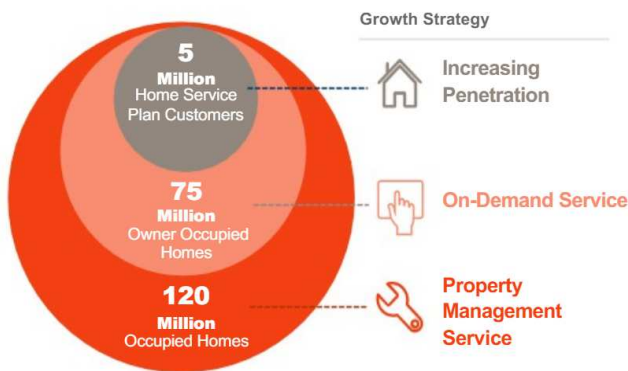 Growth Strategy
5
Million
Home Service
Plan Customers
Increasing
Penetration
75
Million
Owner Occupied
Homes
On-Demand Service
120
Million
Occupied Homes
Property
Management
Service